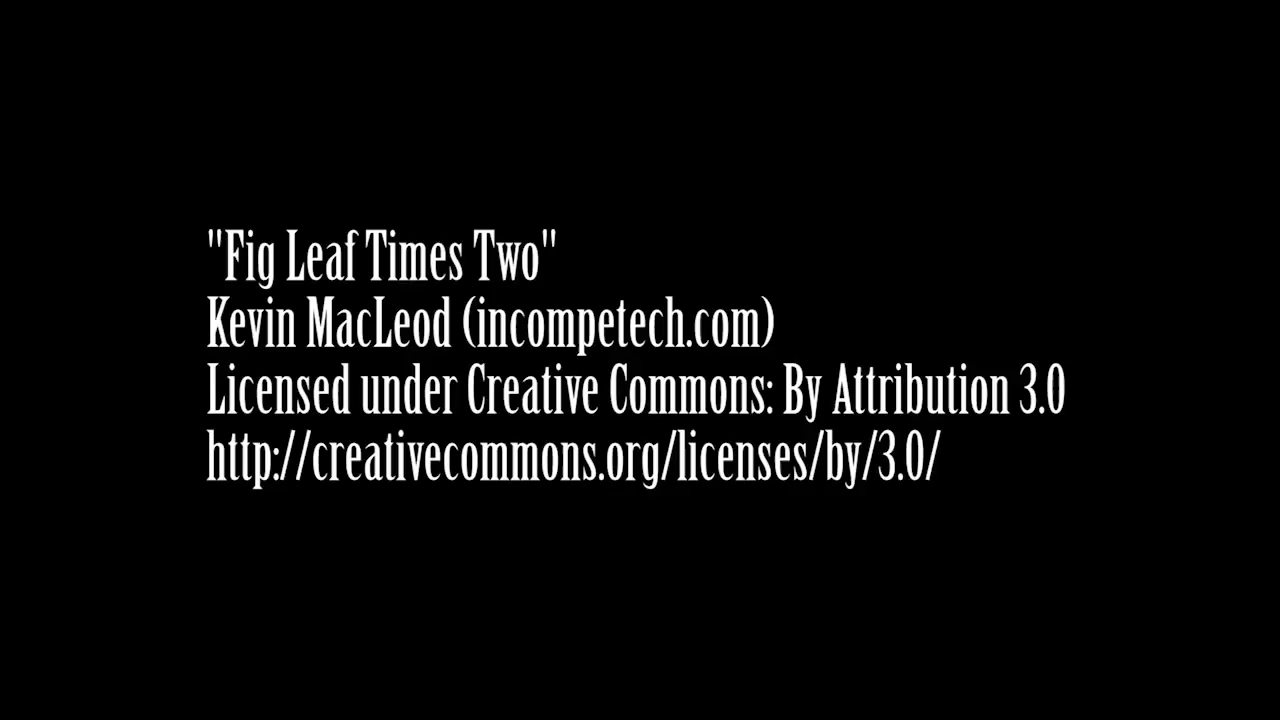 "Fig Leaf Times Two"
Kevin MacLeod (incompetech.com)
Licensed under Creative Commons: By Attribution 3.0
http://creativecommons.org/licenses/by/3.0/